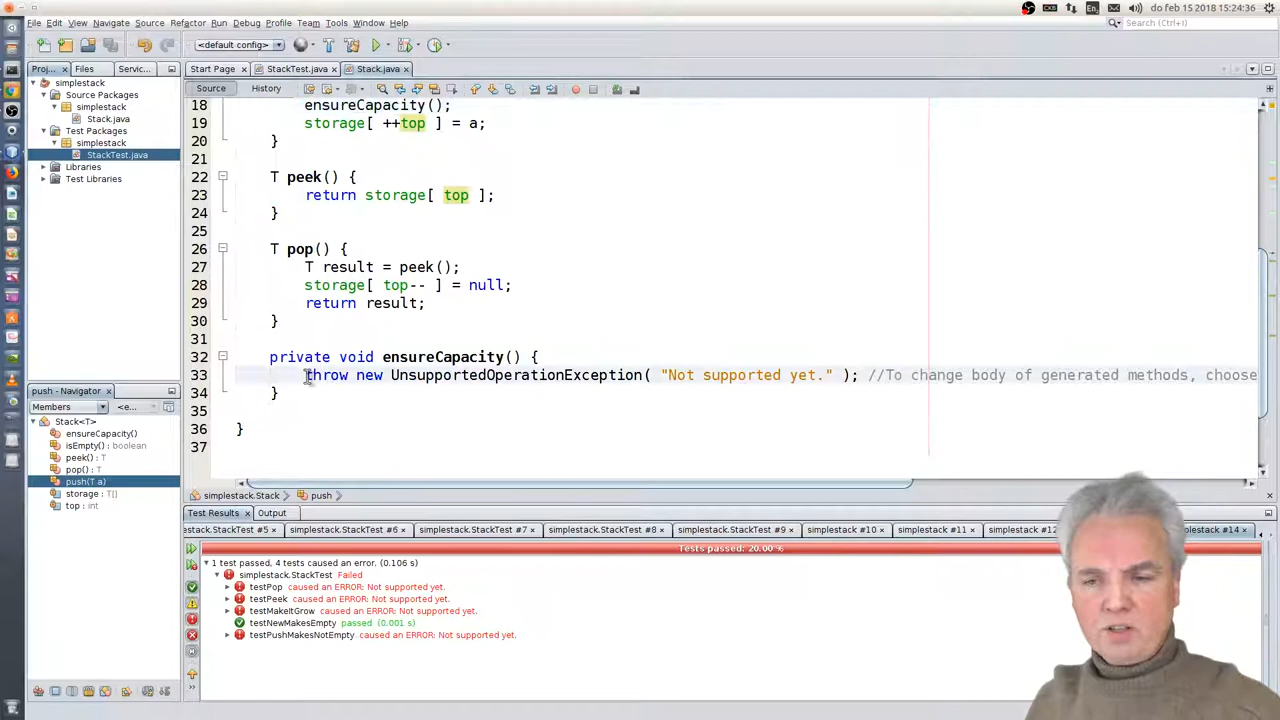 do feb 15 2018 15:24:36
File Edit View Navigate Source Refactor Run Debug Profile Team Tools Window Help
Search (Ctrl+I)
<default config>
Proj... Files Servic...
Start Page StackTest.java Stack.java
Source History
simplestack
Source Packages
simplestack
Stack.java
Test Packages
simplestack
StackTest.java
Libraries
Test Libraries
18 ensureCapacity();
19 storage[ ++top ] = a;
20 }
21
22 T peek() {
23 return storage[ top ];
24 }
25
26 T pop() {
27 T result = peek();
28 storage[ top-- ] = null;
29 return result;
30 }
31
32 private void ensureCapacity() {
33 throw new UnsupportedOperationException( "Not supported yet." ); //To change body of generated methods, choose
34 }
35
36 }
37
push - Navigator
Members <e...
Stack<T>
ensureCapacity()
isEmpty() : boolean
peek() : T
pop() : T
push(T a)
storage : T[]
top : int
simplestack.Stack push
Test Results Output
stack.StackTest #5 simplestack.StackTest #6 simplestack.StackTest #7 simplestack.StackTest #8 simplestack.StackTest #9 simplestack #10 simplestack #11 simplestack #12 stack #14
Tests passed: 20.00 %
1 test passed, 4 tests caused an error. (0.106 s)
simplestack.StackTest Failed
testPop caused an ERROR: Not supported yet.
testPeek caused an ERROR: Not supported yet.
testMakeItGrow caused an ERROR: Not supported yet.
testNewMakesEmpty passed (0.001 s)
testPushMakesNotEmpty caused an ERROR: Not supported yet.